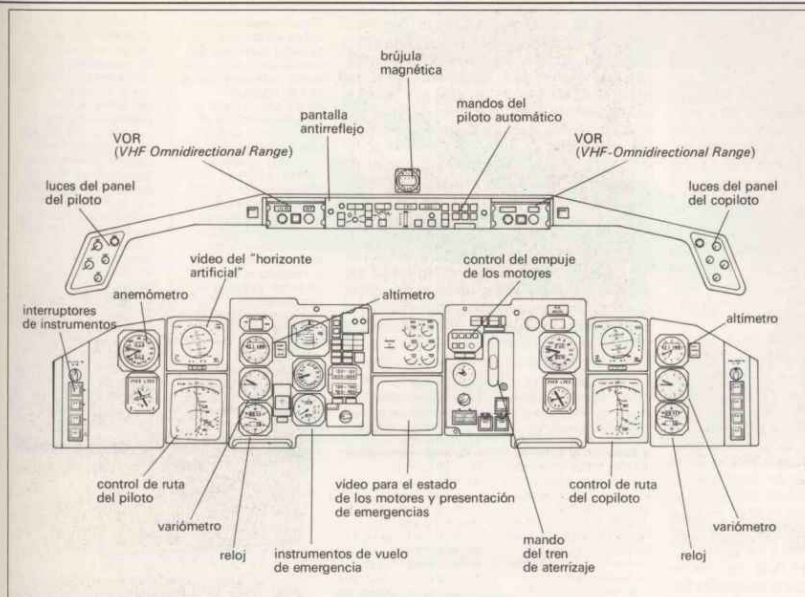 brújula
magnética
pantalla
antirreflejo
mandos del
piloto automático
VOR
(VHF Omnidirectional Range)
VOR
(VHF-Omnidirectional Range)
luces del panel
del piloto
luces del panel
del copiloto
vídeo del "horizonte
artificial"
control del empuje
de los motores
interruptores
de instrumentos
anemómetro
altímetro
altímetro
control de ruta
del piloto
vídeo para el estado
de los motores y presentación
de emergencias
control de ruta
del copiloto
variómetro
variómetro
reloj
instrumentos de vuelo
de emergencia
mando
del tren
de aterrizaje
reloj